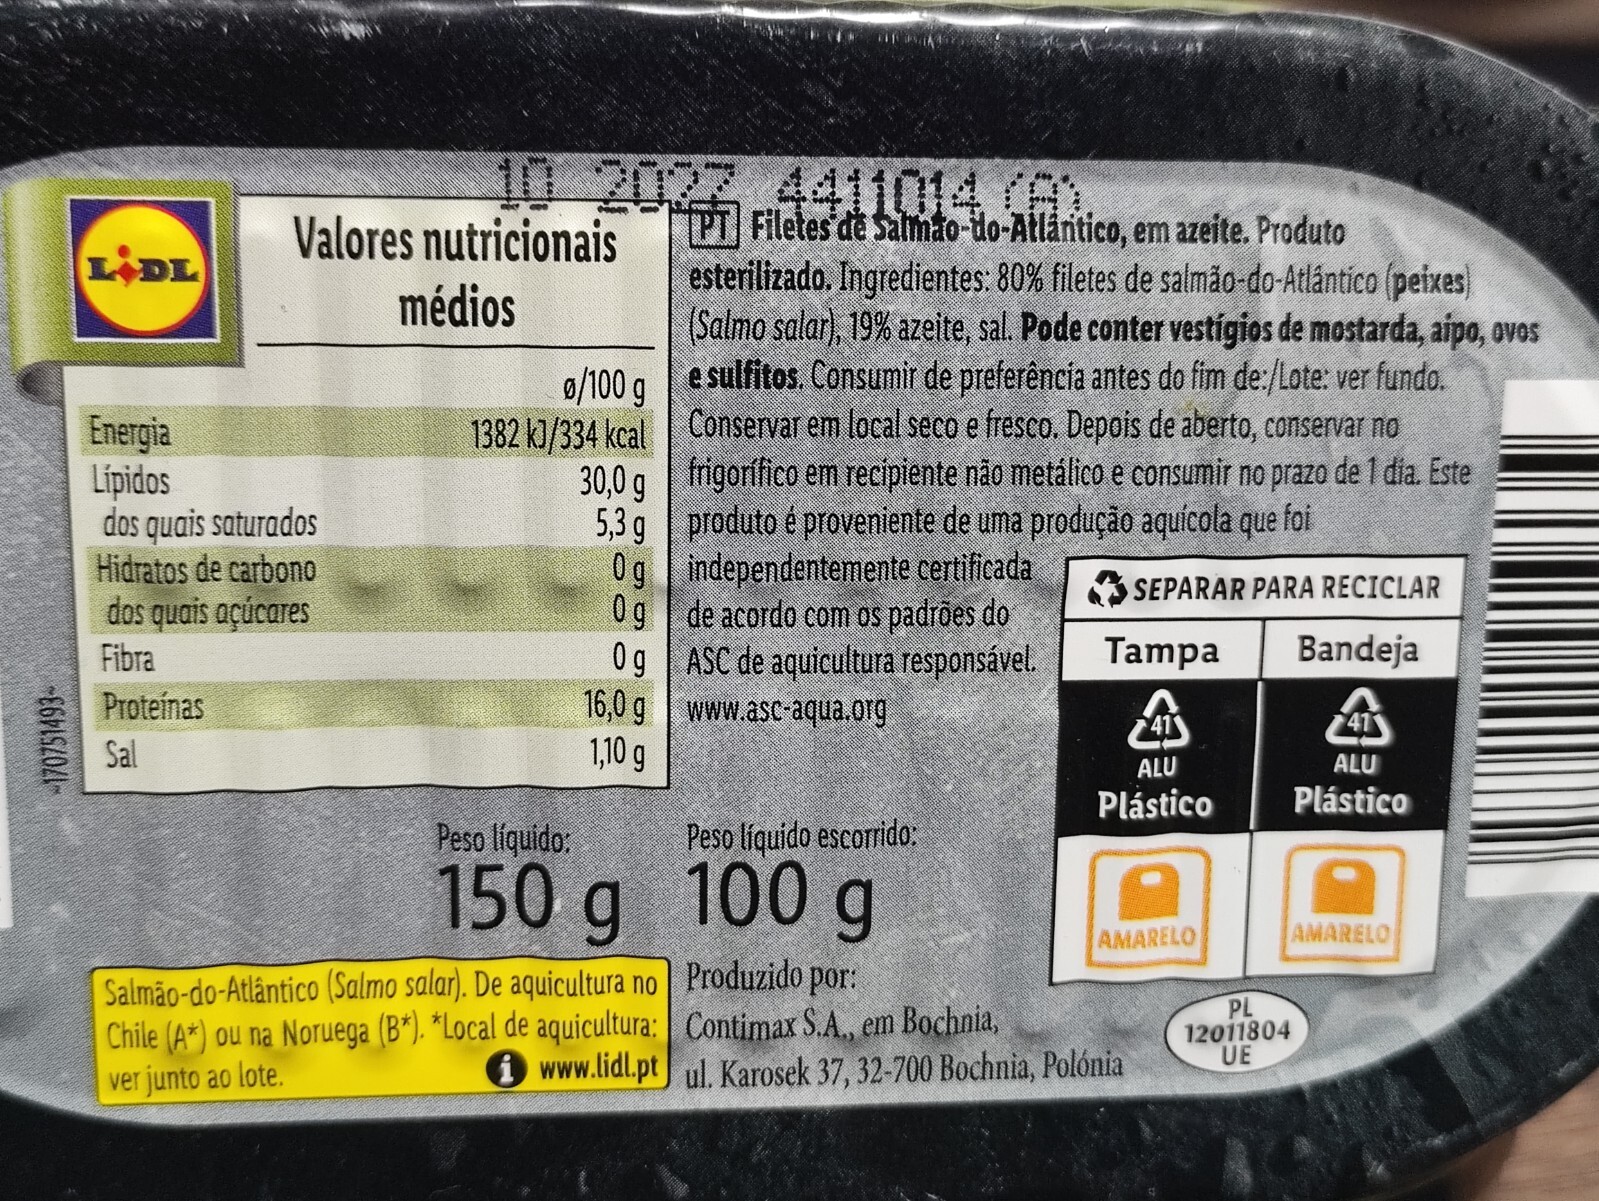 10 2027 4411014 (A)
LIDL
Valores nutricionais
médios
ø/100 g
Energia 1382 kJ/334 kcal
Lípidos 30,0 g
dos quais saturados 5,3 g
Hidratos de carbono 0 g
dos quais açúcares 0 g
Fibra 0 g
Proteínas 16,0 g
Sal 1,10 g
~170751493~
PT Filetes de Salmão-do-Atlântico, em azeite. Produto
esterilizado. Ingredientes: 80% filetes de salmão-do-Atlântico (peixes)
(Salmo salar), 19% azeite, sal. Pode conter vestígios de mostarda, aipo, ovos
e sulfitos. Consumir de preferência antes do fim de:/Lote: ver fundo.
Conservar em local seco e fresco. Depois de aberto, conservar no
frigorífico em recipiente não metálico e consumir no prazo de 1 dia. Este
produto é proveniente de uma produção aquícola que foi
independentemente certificada
de acordo com os padrões do
ASC de aquicultura responsável.
www.asc-aqua.org
SEPARAR PARA RECICLAR
Tampa Bandeja
41 41
ALU ALU
Plástico Plástico
AMARELO AMARELO
Peso líquido: Peso líquido escorrido:
150 g 100 g
Salmão-do-Atlântico (Salmo salar). De aquicultura no
Chile (A*) ou na Noruega (B*). *Local de aquicultura:
ver junto ao lote. i www.lidl.pt
Produzido por:
Contimax S.A., em Bochnia,
ul. Karosek 37, 32-700 Bochnia, Polónia
PL
12011804
UE